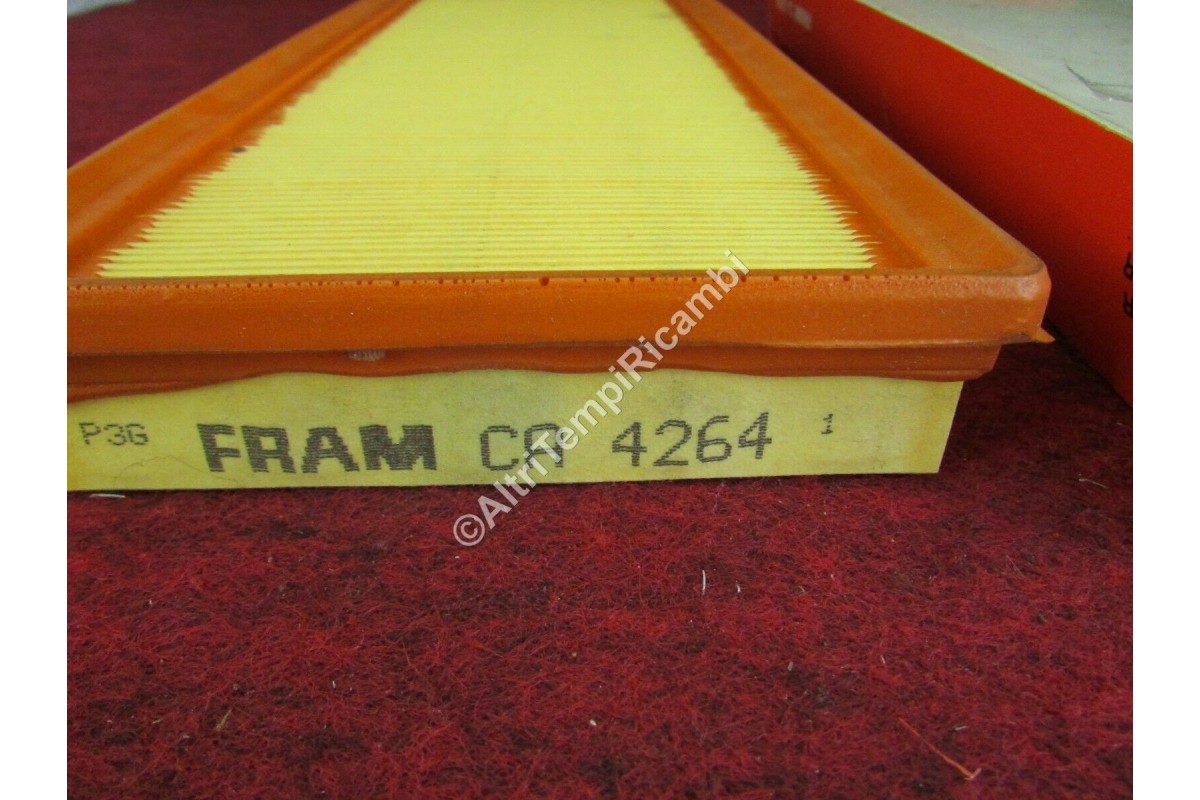 P3G FRAM CA 4264 1
©AltriTempiRicambi